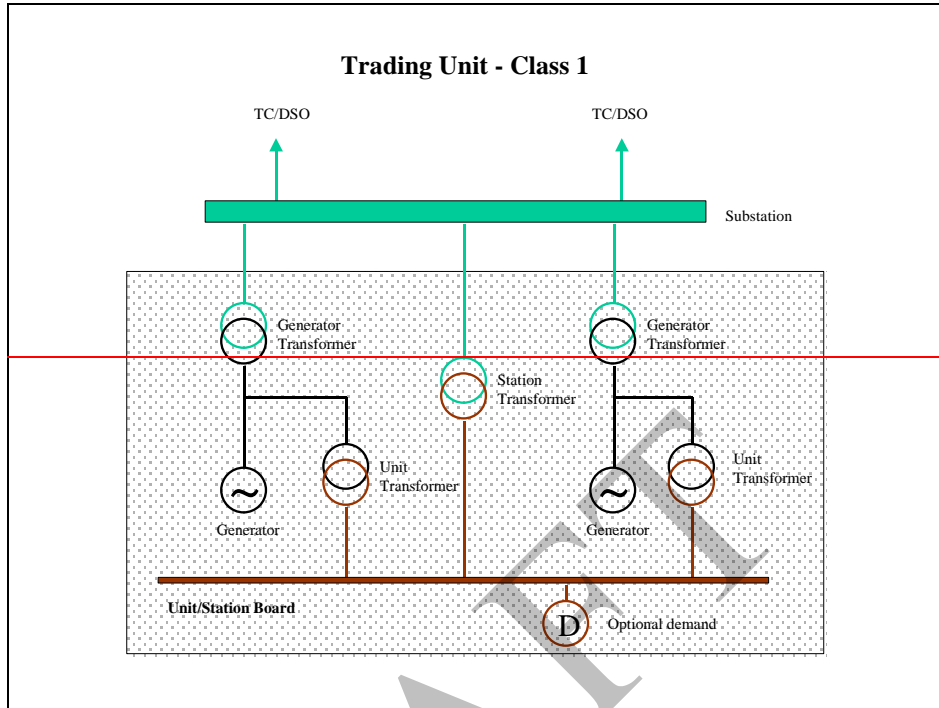 Trading Unit - Class 1
TC/DSO
TC/DSO
Substation
Generator
Transformer
Generator
Transformer
Station
Transformer
Unit
Transformer
Unit
Transformer
~
Generator
~
Generator
Unit/Station Board
D
Optional demand
AFT